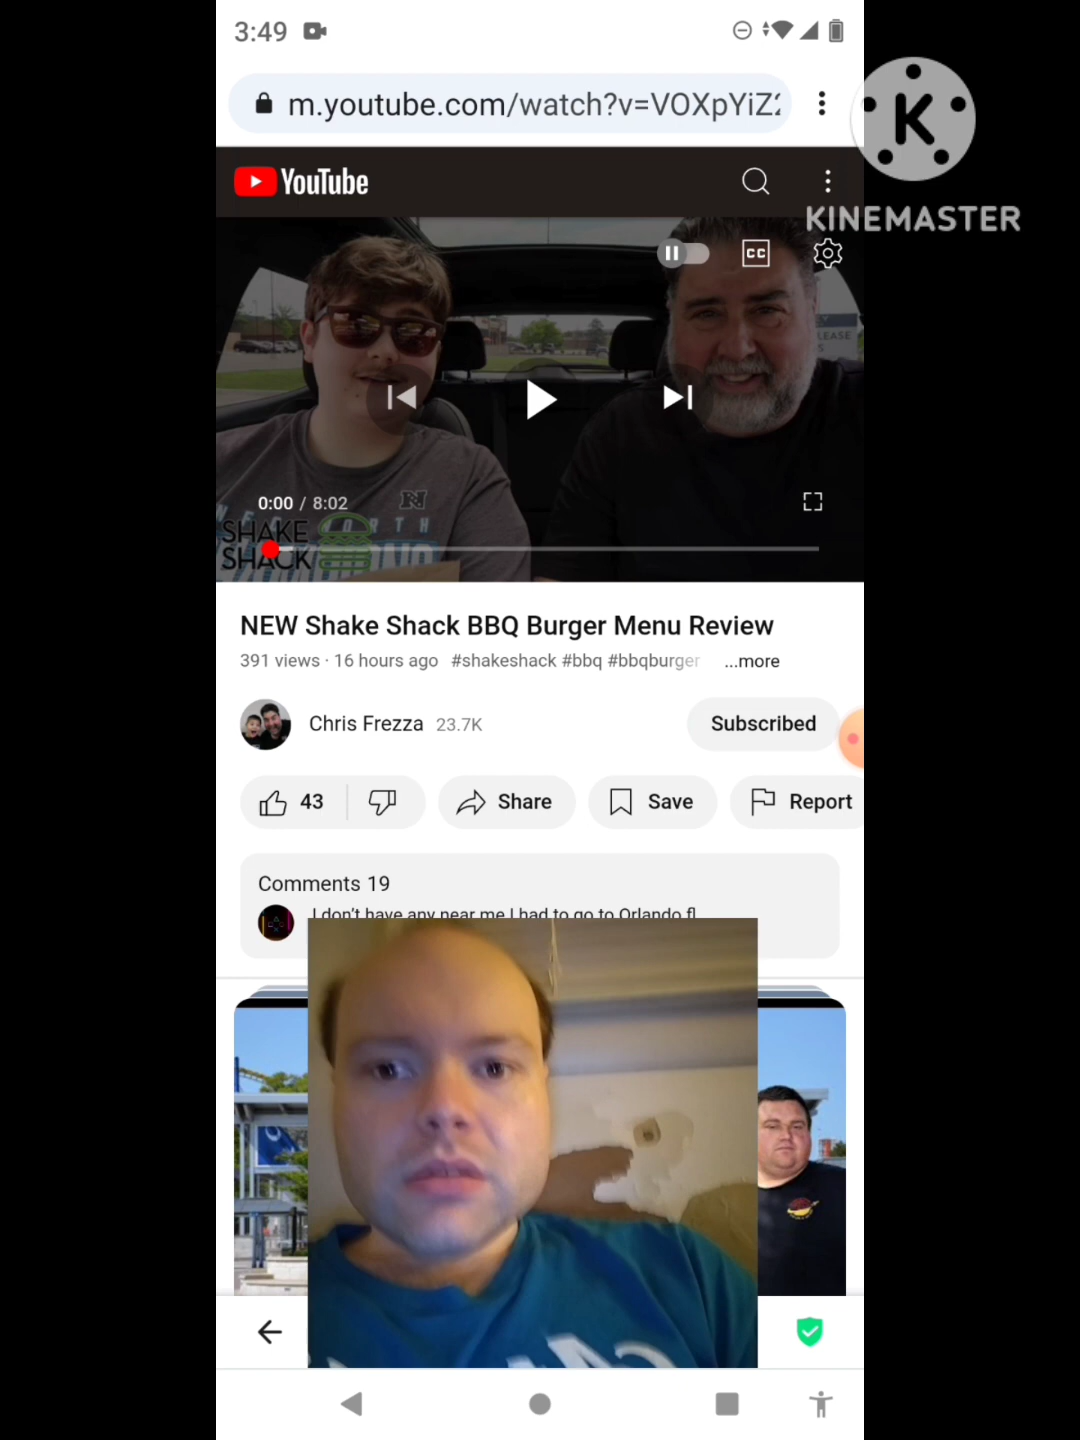 3:49
m.youtube.com/watch?v=VOXpYiZ
K
KINEMASTER
YouTube
CC
LEASE
0:00 / 8:02
N
NORTH
SHAKE
SHACK
NEW Shake Shack BBQ Burger Menu Review
391 views · 16 hours ago #shakeshack #bbq #bbqburger ...more
Chris Frezza 23.7K
Subscribed
43
Share
Save
Report
Comments 19
I don't have any near me I had to go to Orlando fl